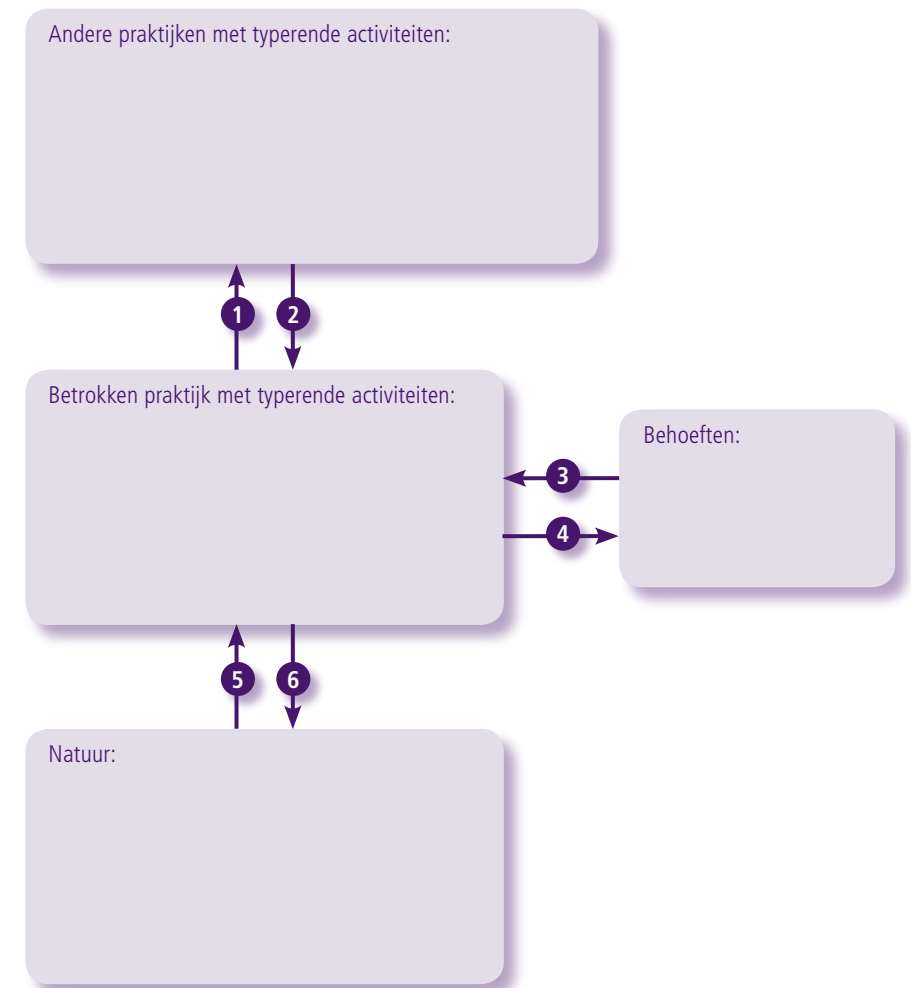 Andere praktijken met typerende activiteiten:
1
2
Betrokken praktijk met typerende activiteiten:
Behoeften:
3
4
5
6
Natuur: